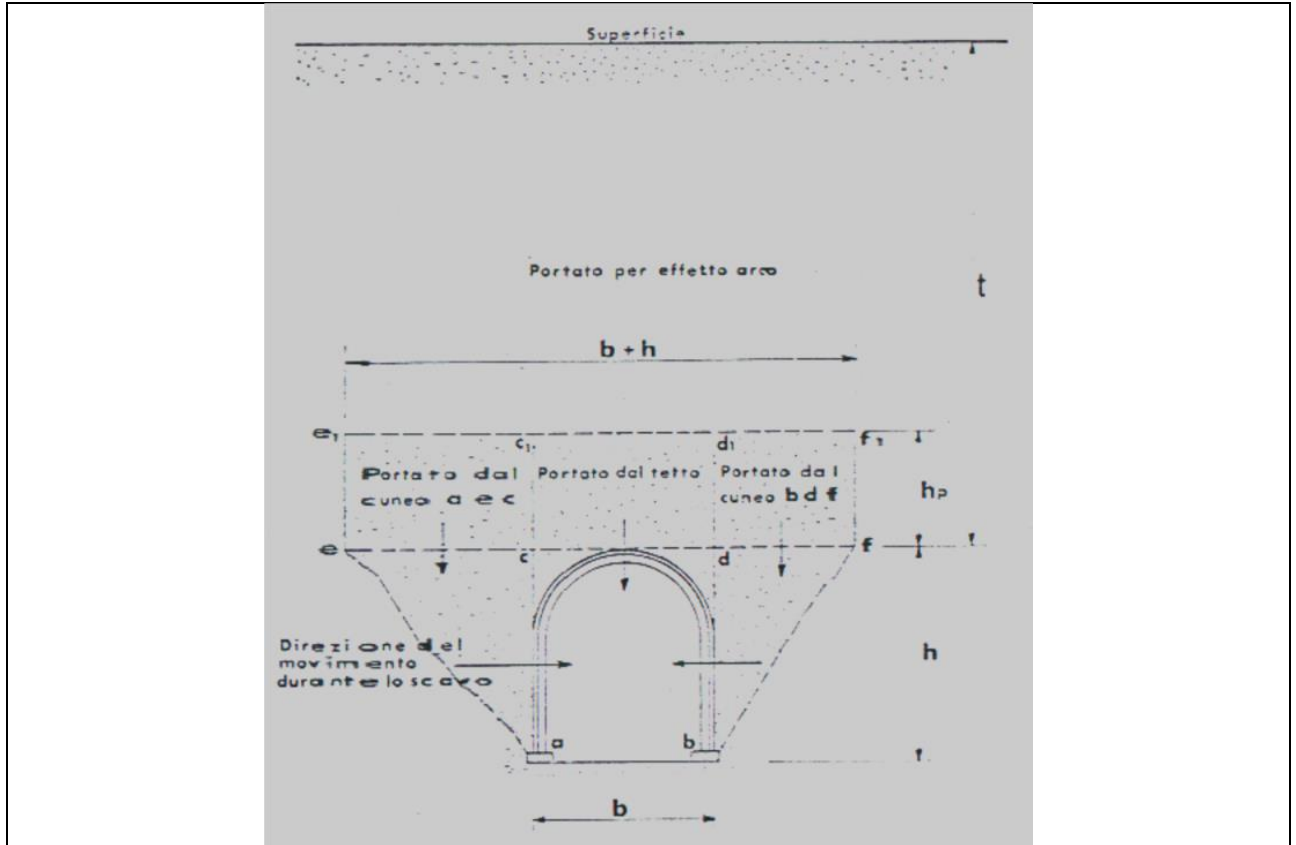 Superficie
Portato per effetto arco
t
b + h
e₁
c₁
d₁
f₁
Portato dal
cuneo a e c
Portato dal tetto
Portato dal
cuneo b d f
hp
e
c
d
f
Direzione del
movimento
durante lo scavo
h
a
b
b